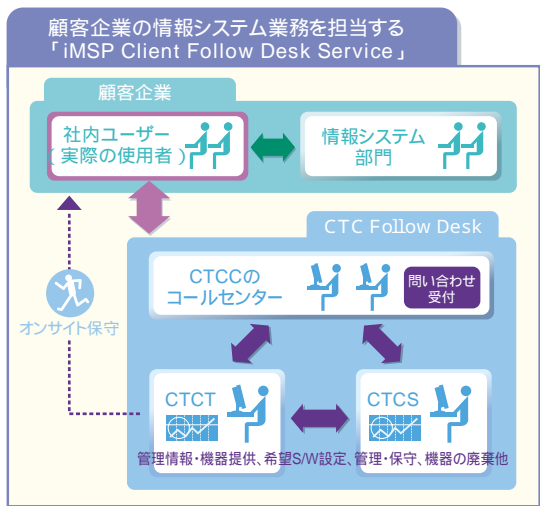 顧客企業の情報システム業務を担当する
「iMSP Client Follow Desk Service」
顧客企業
社内ユーザー
（実際の使用者）
情報システム
部門
CTC Follow Desk
CTCCの
コールセンター
問い合わせ
受付
オンサイト保守
CTCT
CTCS
管理情報・機器提供、希望S/W設定、管理・保守、機器の廃棄他